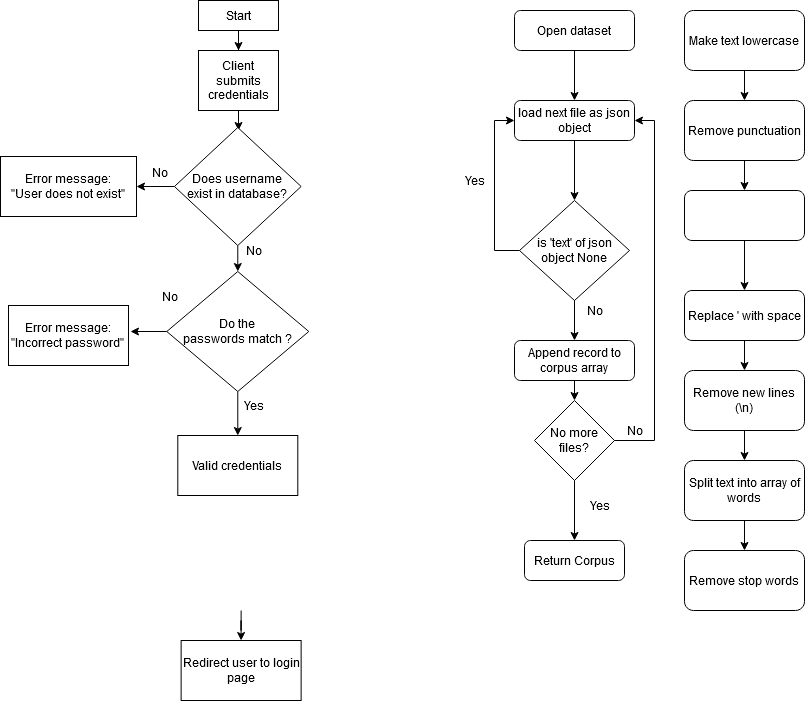 Start
Client
submits
credentials
Does username
exist in database?
No
Error message:
"User does not exist"
No
Do the
passwords match ?
No
Error message:
"Incorrect password"
Yes
Valid credentials
Redirect user to login
page
Open dataset
load next file as json
object
Yes
is 'text' of json
object None
No
Append record to
corpus array
No more
files?
No
Yes
Return Corpus
Make text lowercase
Remove punctuation
Replace ' with space
Remove new lines
(\n)
Split text into array of
words
Remove stop words